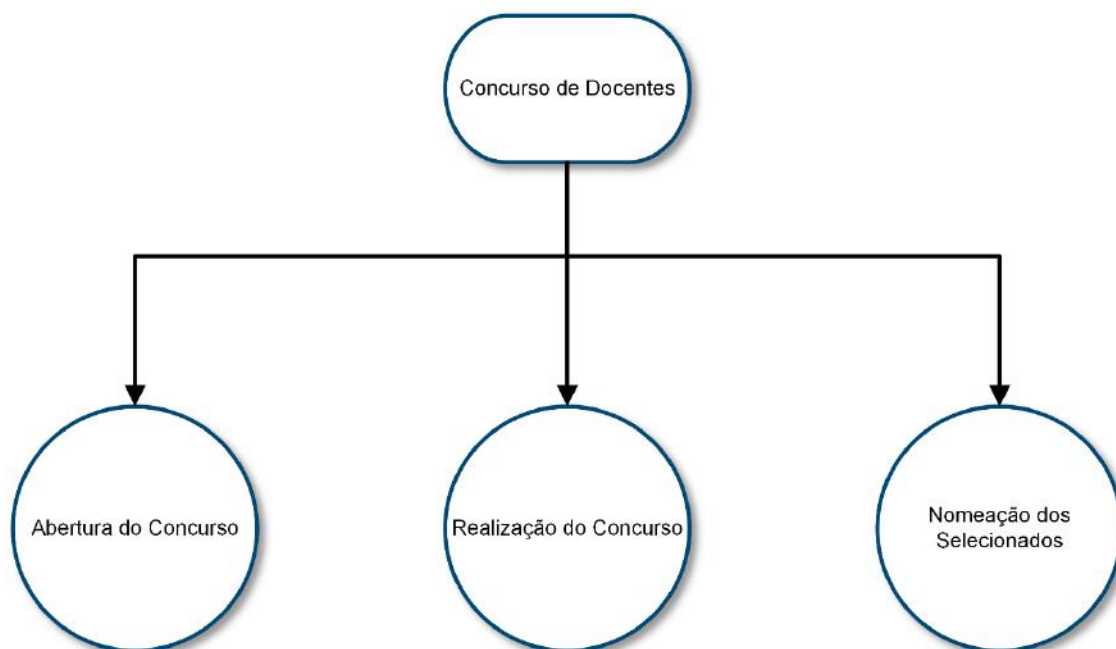 Concurso de Docentes
Abertura do Concurso
Realização do Concurso
Nomeação dos
Selecionados